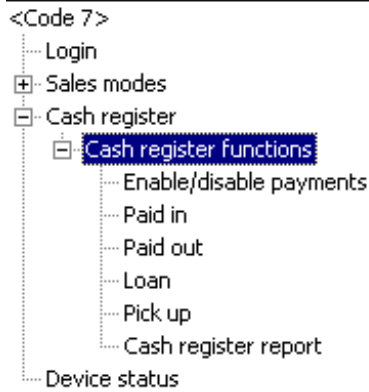 <Code 7>
Login
Sales modes
Cash register
Cash register functions
Enable/disable payments
Paid in
Paid out
Loan
Pick up
Cash register report
Device status